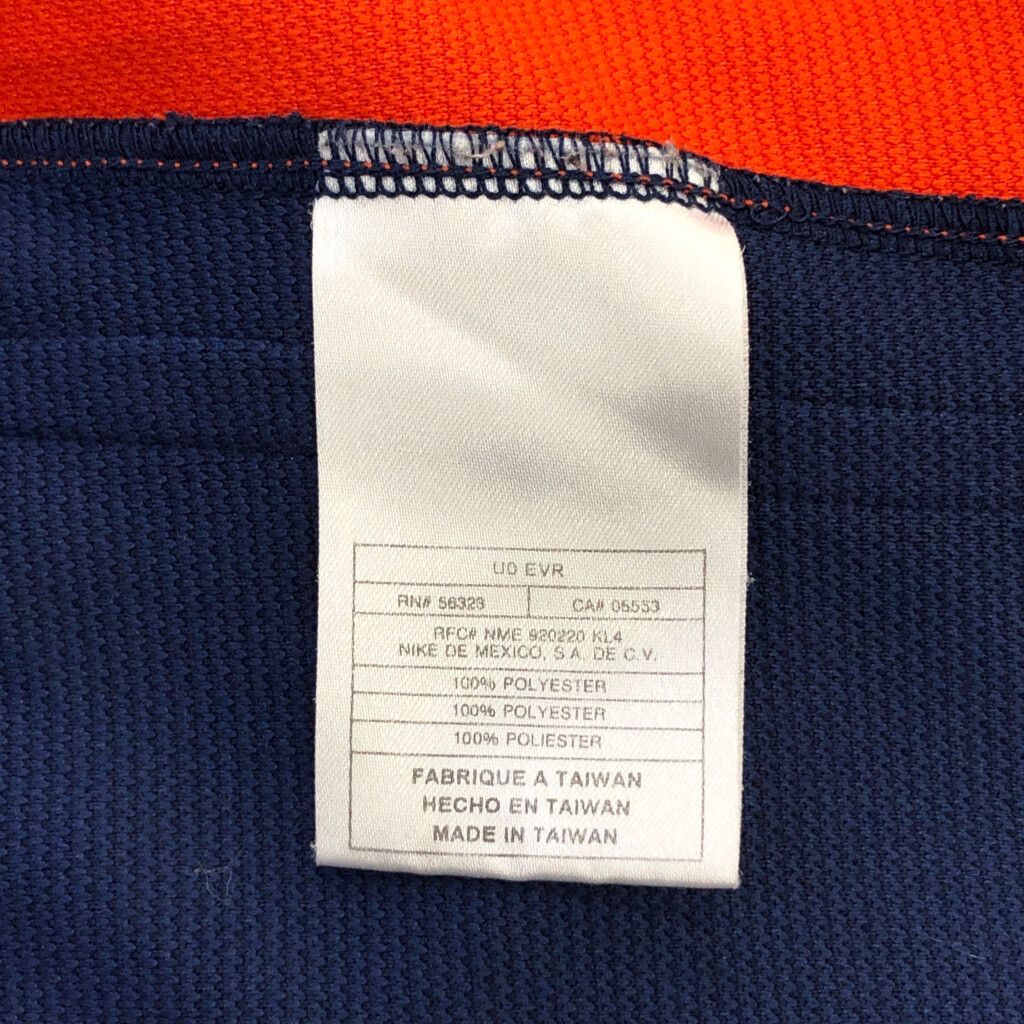 U0 EVR
RN# 56323
CA# 05553
RFC# NME 920220 KL4
NIKE DE MEXICO, S.A. DE C.V.
100% POLYESTER
100% POLYESTER
100% POLIESTER
FABRIQUE A TAIWAN
HECHO EN TAIWAN
MADE IN TAIWAN